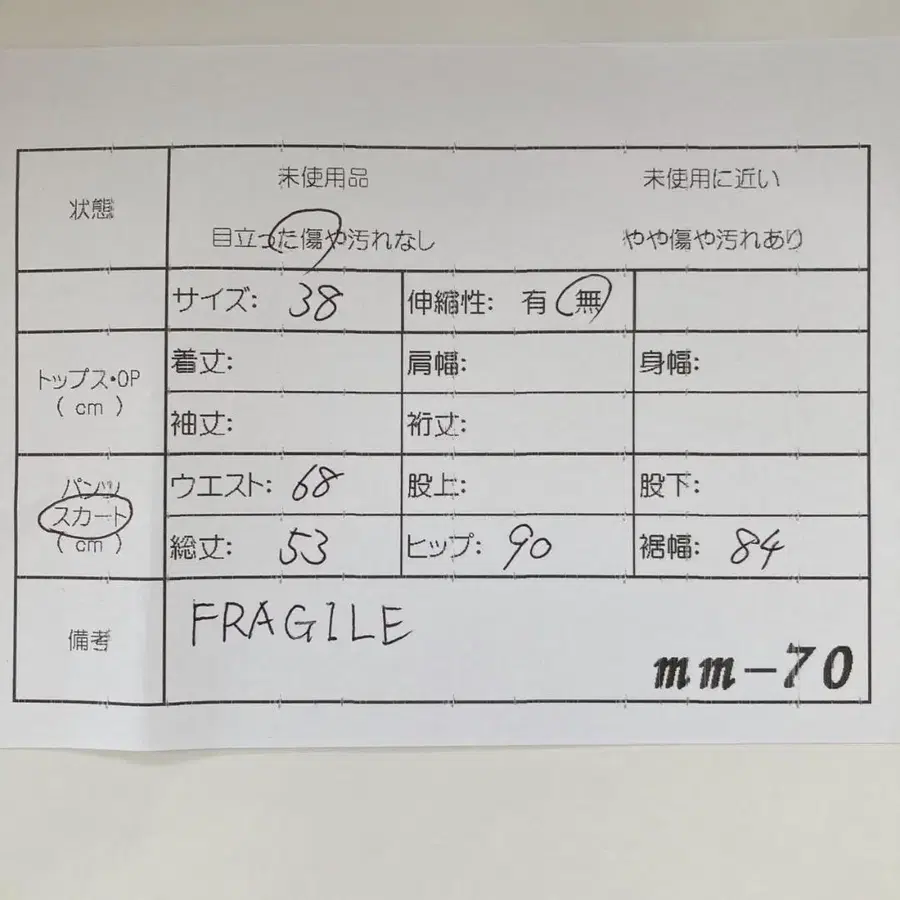 状態
未使用品 未使用に近い
目立った傷や汚れなし やや傷や汚れあり
サイズ: 38 伸縮性: 有 無
トップス・OP
( cm )
着丈: 肩幅: 身幅:
袖丈: 裄丈:
パンツ
スカート
( cm )
ウエスト: 68 股上: 股下:
総丈: 53 ヒップ: 90 裾幅: 84
備考
FRAGILE
mm-70